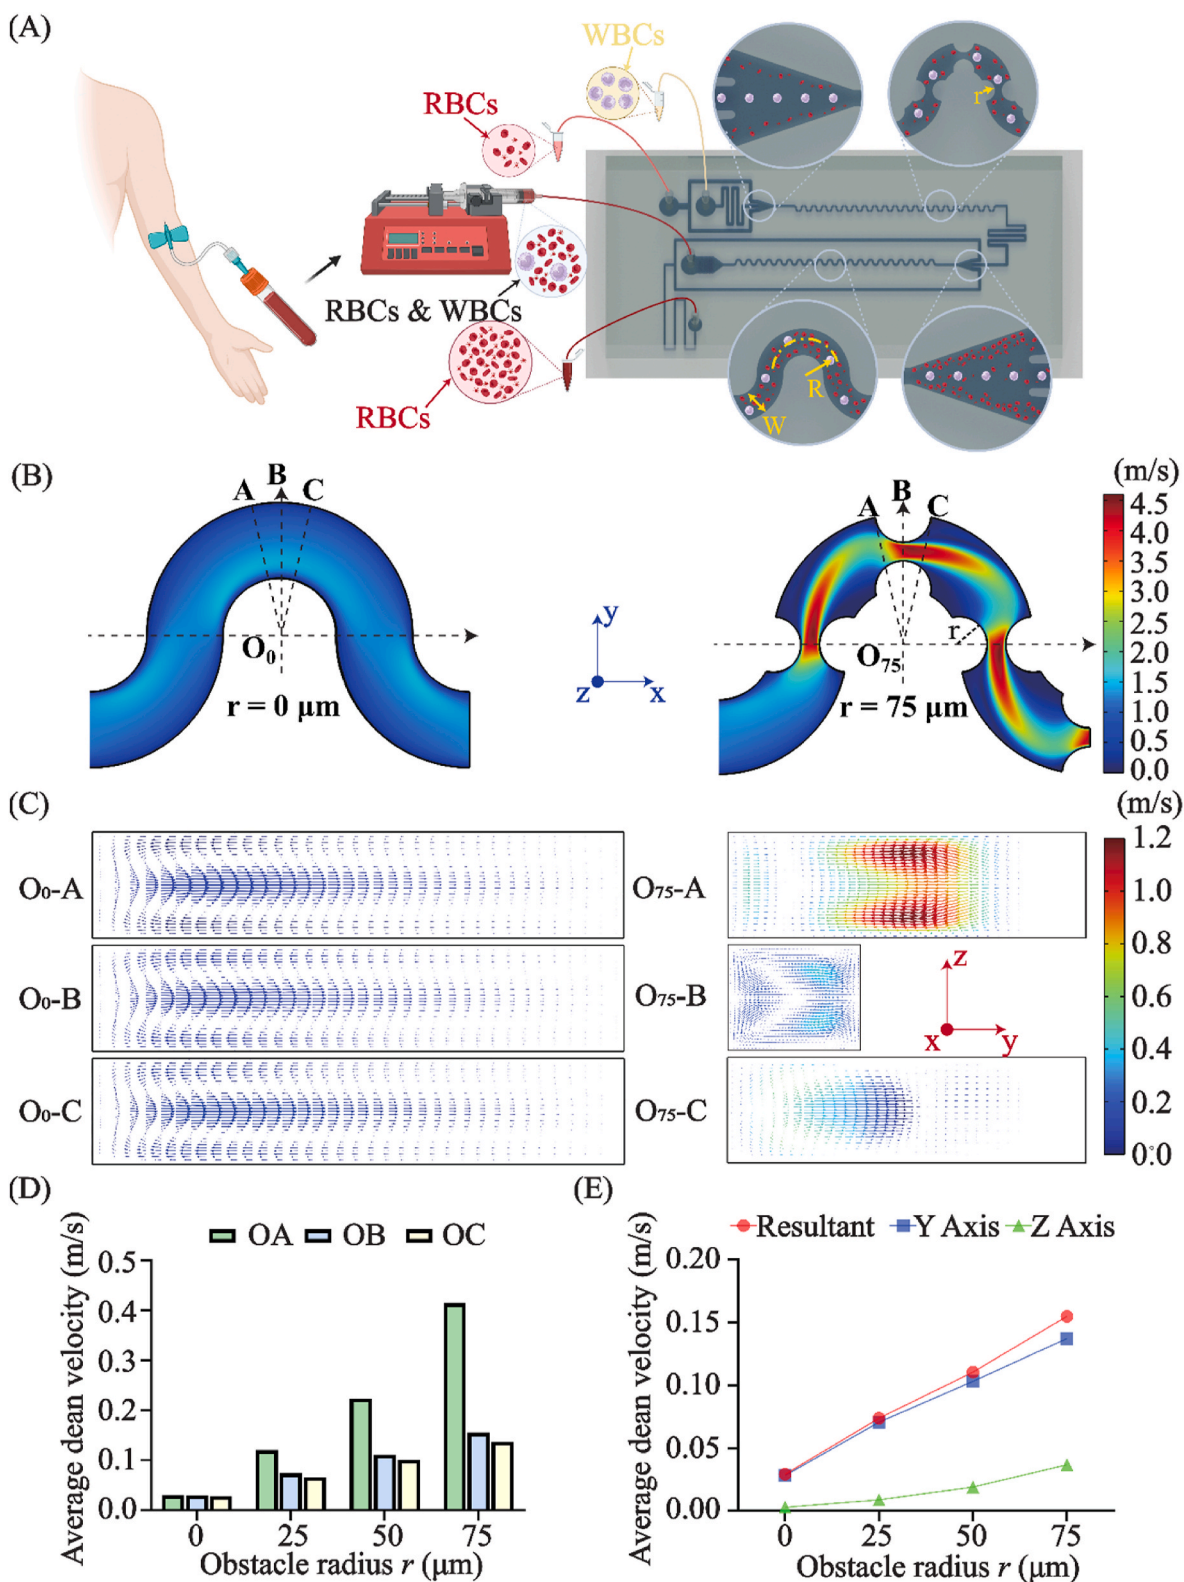 (A)
WBCs
RBCs
r
RBCs & WBCs
RBCs
R
W
(B)
A
B
C
O0
r = 0 μm
y
z
x
A
B
C
r
O75
r = 75 μm
(m/s)
4.5
4.0
3.5
3.0
2.5
2.0
1.5
1.0
0.5
0.0
(C)
O0-A
O0-B
O0-C
O75-A
O75-B
O75-C
z
x
y
(m/s)
1.2
1.0
0.8
0.6
0.4
0.2
0.0
(D)
OA OB OC
Average dean velocity (m/s)
0.5
0.4
0.3
0.2
0.1
0.0
0 25 50 75
Obstacle radius r (μm)
(E)
Resultant Y Axis Z Axis
Average dean velocity (m/s)
0.20
0.15
0.10
0.05
0.00
0 25 50 75
Obstacle radius r (μm)